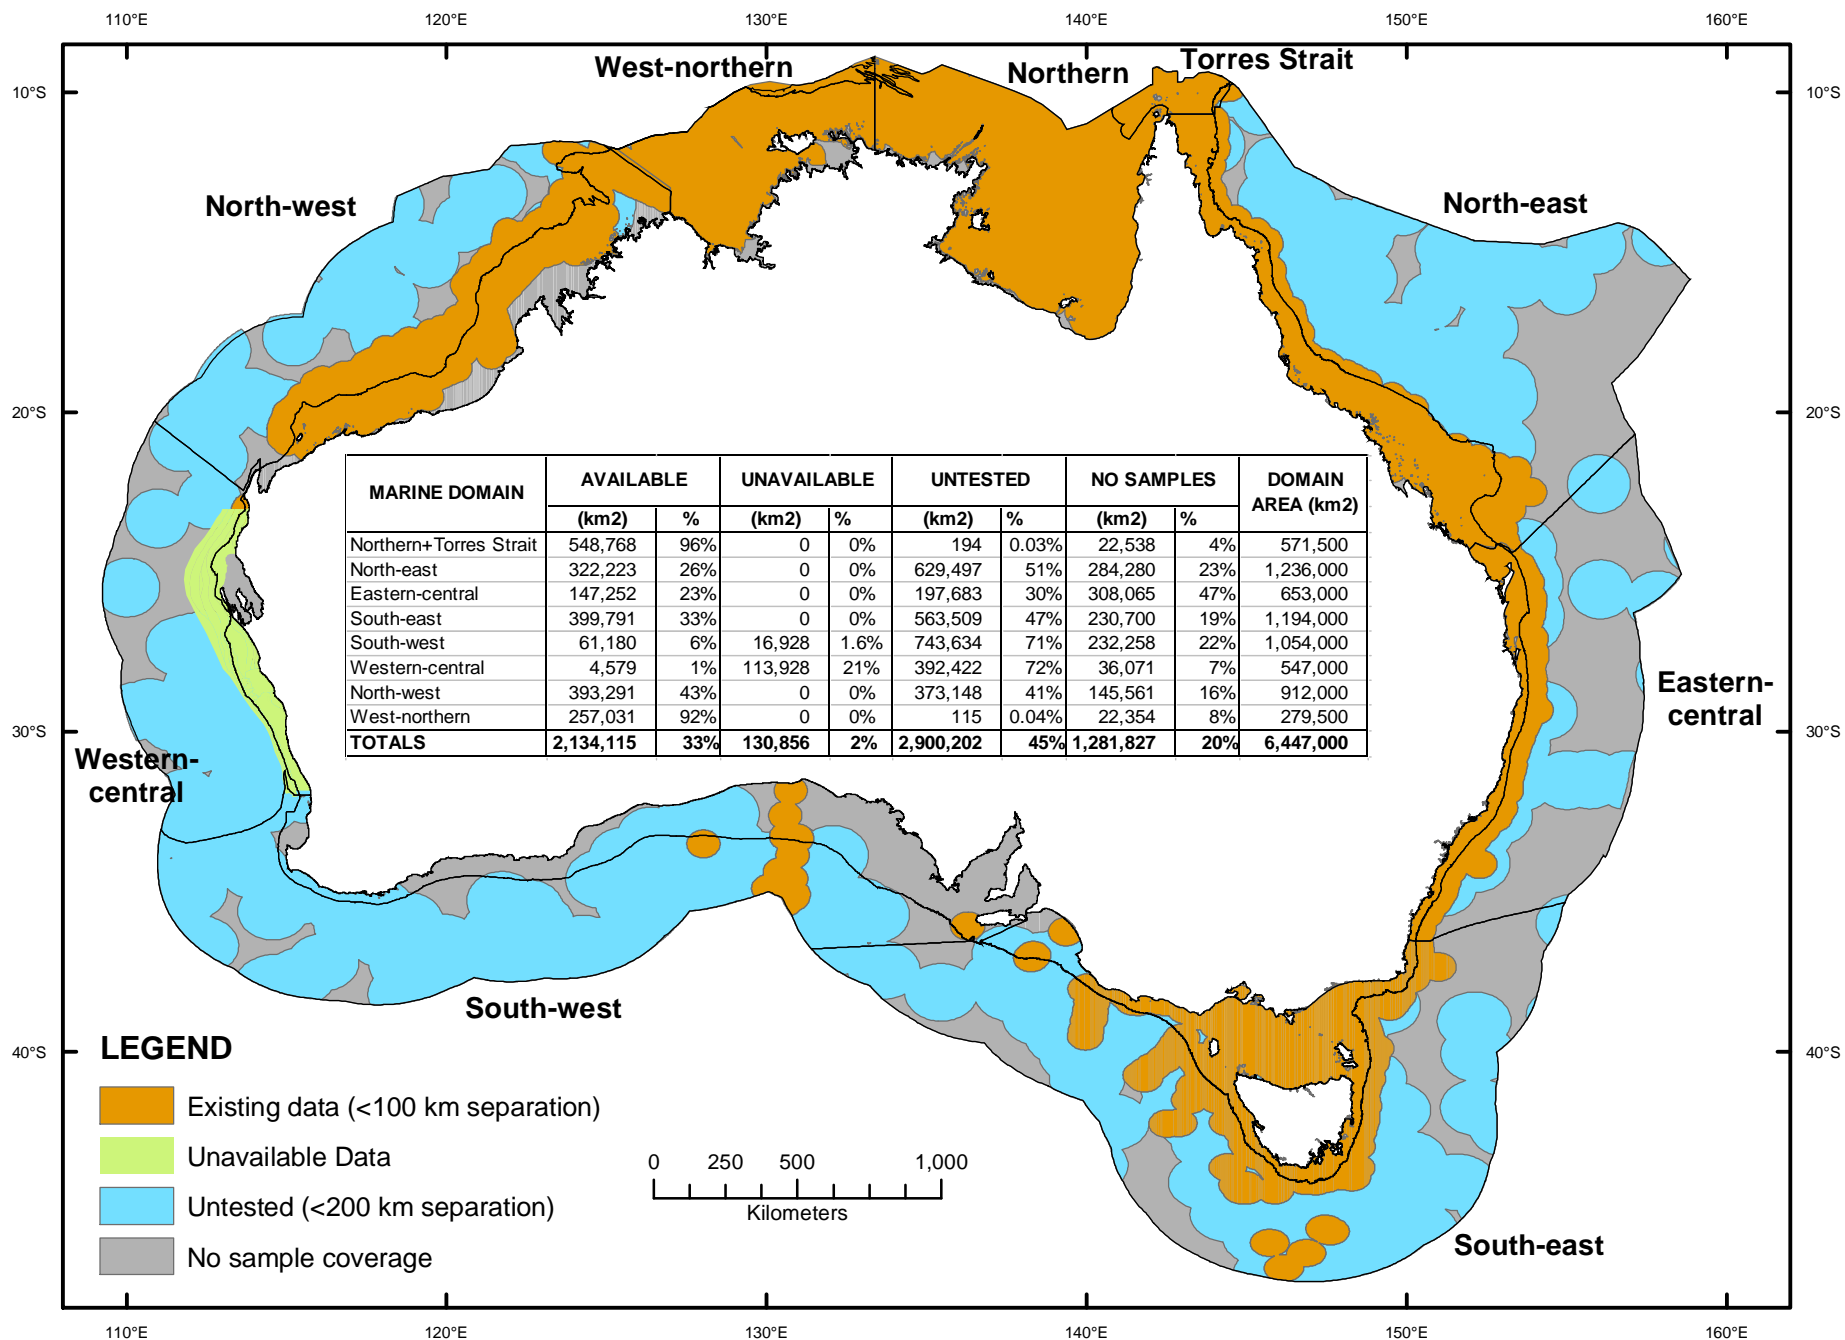 110°E 120°E 130°E 140°E 150°E 160°E
Torres Strait
West-northern
Northern
10°S 10°S
North-west
North-east
20°S 20°S
MARINE DOMAIN AVAILABLE UNAVAILABLE UNTESTED NO SAMPLES DOMAIN
AREA (km2)
(km2) % (km2) % (km2) % (km2) %
Northern+Torres Strait 548,768 96% 0 0% 194 0.03% 22,538 4% 571,500
North-east 322,223 26% 0 0% 629,497 51% 284,280 23% 1,236,000
Eastern-central 147,252 23% 0 0% 197,683 30% 308,065 47% 653,000
South-east 399,791 33% 0 0% 563,509 47% 230,700 19% 1,194,000
South-west 61,180 6% 16,928 1.6% 743,634 71% 232,258 22% 1,054,000
Western-central 4,579 1% 113,928 21% 392,422 72% 36,071 7% 547,000
North-west 393,291 43% 0 0% 373,148 41% 145,561 16% 912,000
West-northern 257,031 92% 0 0% 115 0.04% 22,354 8% 279,500
TOTALS 2,134,115 33% 130,856 2% 2,900,202 45% 1,281,827 20% 6,447,000
Eastern-
central
30°S 30°S
Western-
central
South-west
LEGEND
40°S 40°S
Existing data (<100 km separation)
Unavailable Data
Untested (<200 km separation)
No sample coverage
0 250 500 1,000
Kilometers
South-east
110°E 120°E 130°E 140°E 150°E 160°E